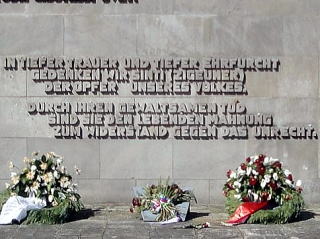 IN TIEFER TRAUER UND TIEFER EHRFURCHT
GEDENKEN WIR SINTI (ZIGEUNER)
DER OPFER UNSERES VOLKES.
DURCH IHREN GEWALTSAMEN TOD
SIND SIE DEN LEBENDEN MAHNUNG
ZUM WIDERSTAND GEGEN DAS UNRECHT.